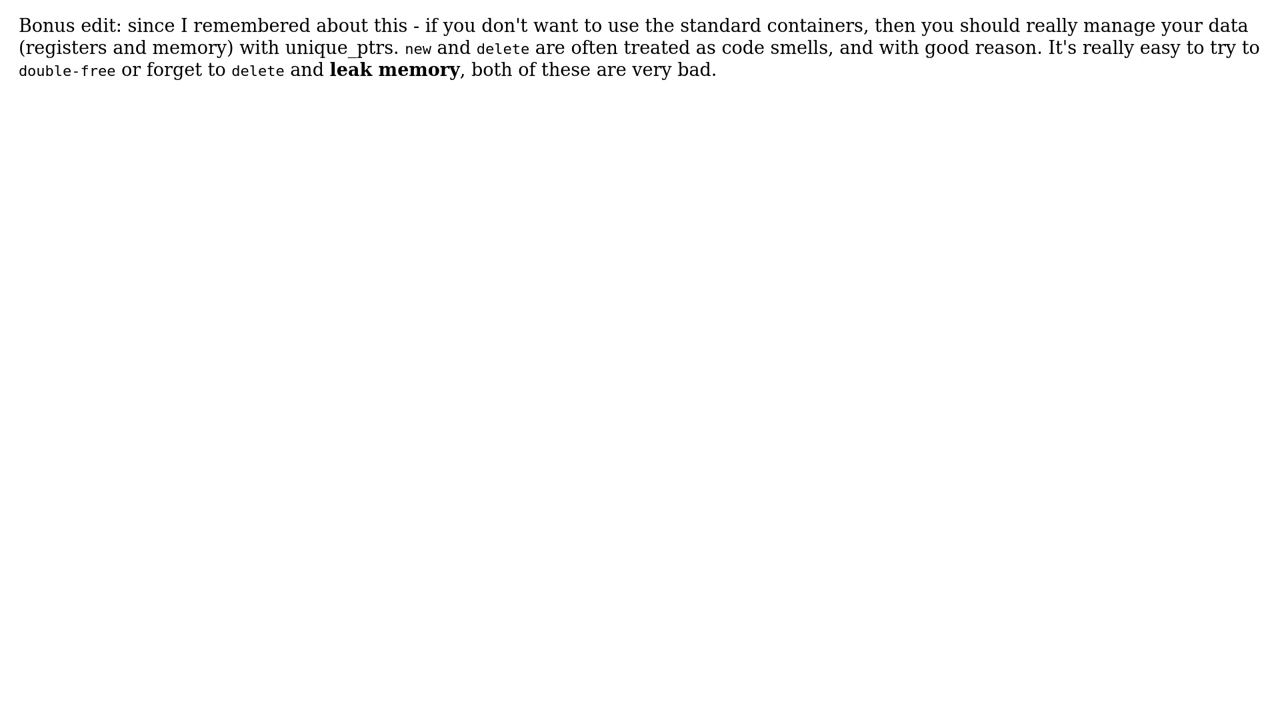 Bonus edit: since I remembered about this - if you don't want to use the standard containers, then you should really manage your data
(registers and memory) with unique_ptrs. new and delete are often treated as code smells, and with good reason. It's really easy to try to
double-free or forget to delete and leak memory, both of these are very bad.